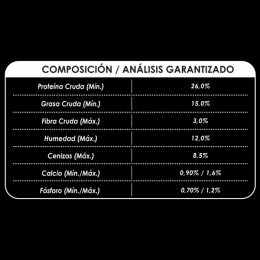 COMPOSICIÓN / ANÁLISIS GARANTIZADO
Proteína Cruda (Mín.) 26,0%
Grasa Cruda (Mín.) 15,0%
Fibra Cruda (Máx.) 3,0%
Humedad (Máx.) 12,0%
Cenizas (Máx.) 8,5%
Calcio (Mín./Máx.) 0,90% / 1,6%
Fósforo (Mín./Máx.) 0,70% / 1,2%